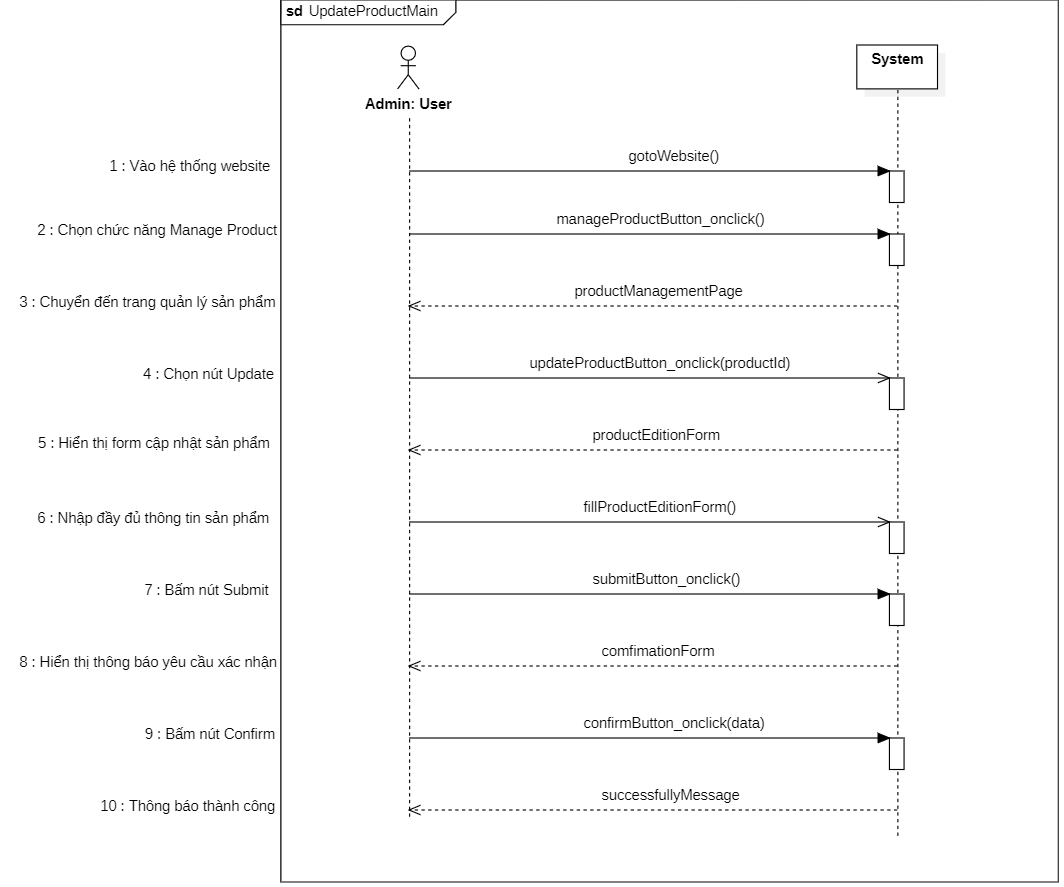 sd UpdateProductMain
System
Admin: User
gotoWebsite()
1 : Vào hệ thống website
manageProductButton_onclick()
2 : Chọn chức năng Manage Product
productManagementPage
3 : Chuyển đến trang quản lý sản phẩm
updateProductButton_onclick(productId)
4 : Chọn nút Update
productEditionForm
5 : Hiển thị form cập nhật sản phẩm
fillProductEditionForm()
6 : Nhập đầy đủ thông tin sản phẩm
submitButton_onclick()
7 : Bấm nút Submit
comfimationForm
8 : Hiển thị thông báo yêu cầu xác nhận
confirmButton_onclick(data)
9 : Bấm nút Confirm
successfullyMessage
10 : Thông báo thành công